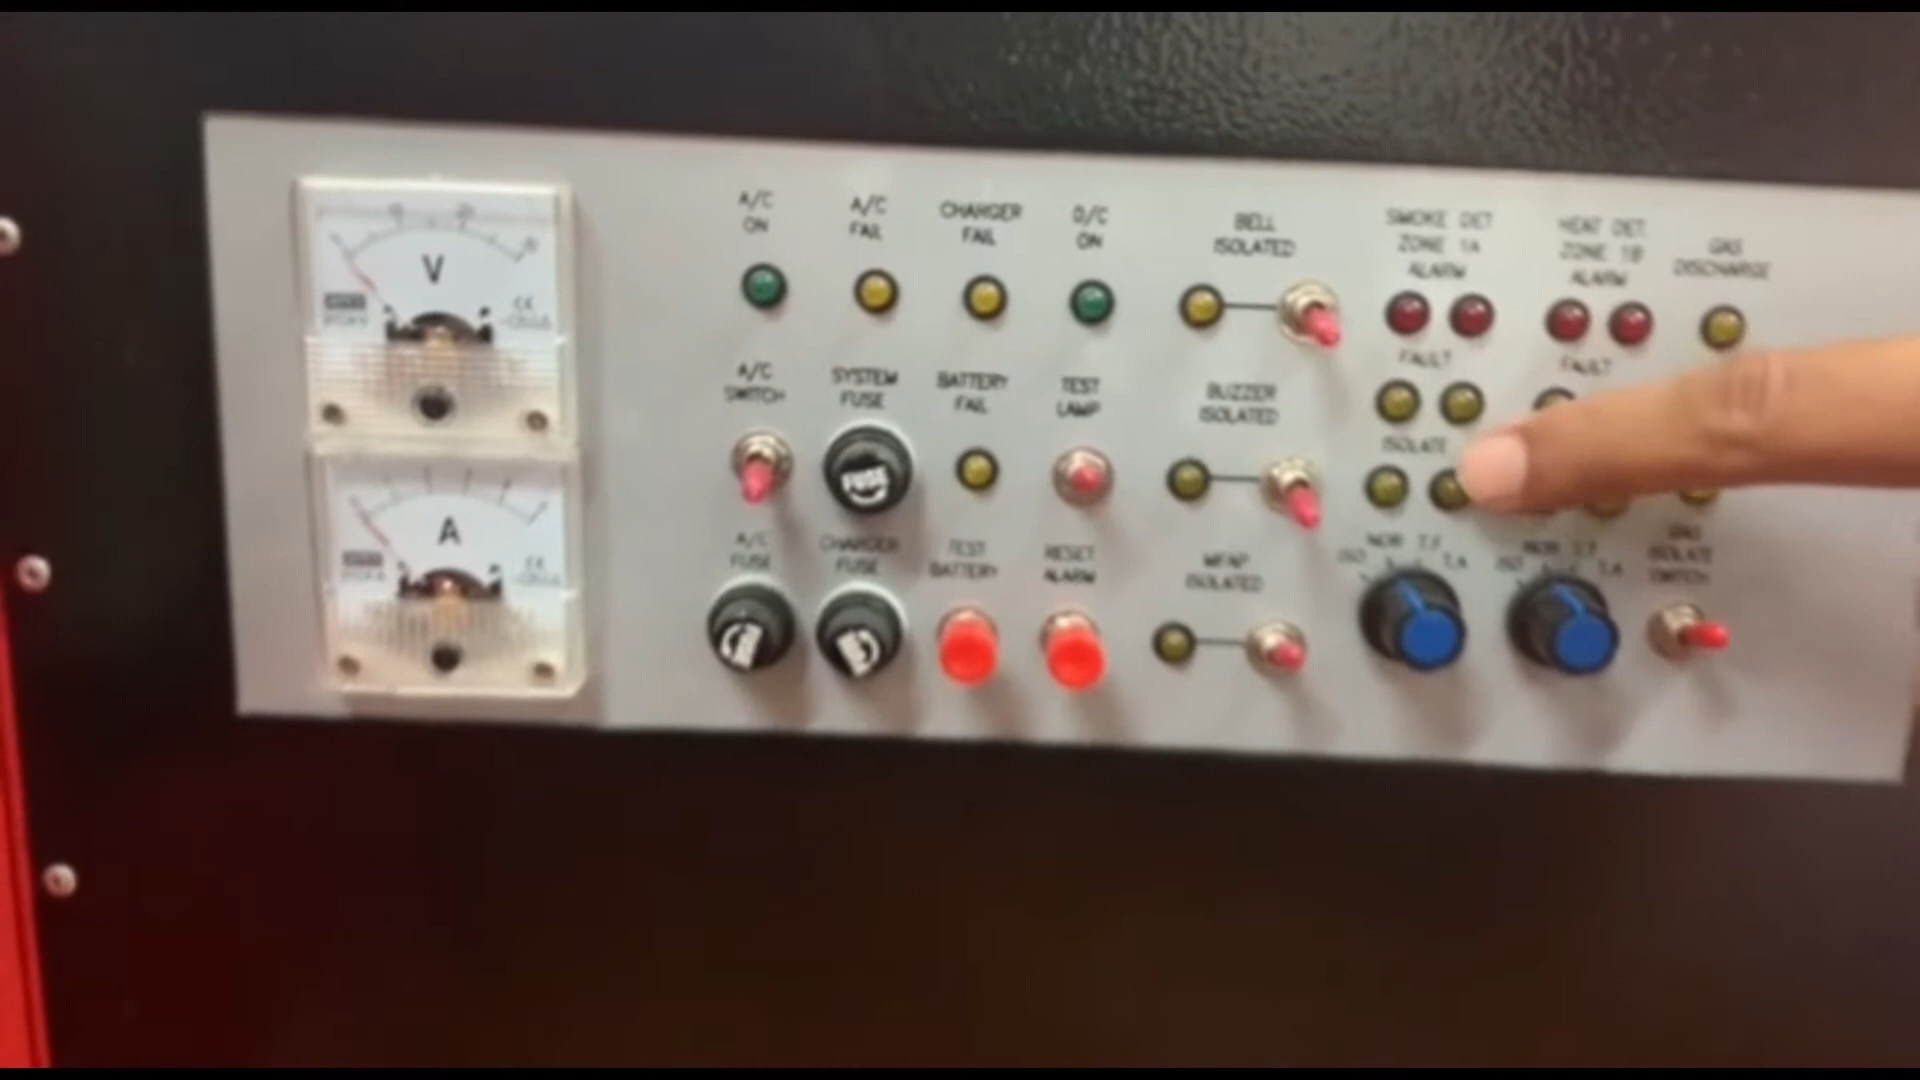 V
A
A/C
ON
A/C
FAIL
CHARGER
FAIL
D/C
ON
BELL
ISOLATED
SMOKE DET
ZONE 1A
ALARM
HEAT DET
ZONE 1B
ALARM
GAS
DISCHARGE
FAULT
FAULT
A/C
SWITCH
SYSTEM
FUSE
BATTERY
FAIL
TEST
LAMP
BUZZER
ISOLATED
ISOLATE
FUSE
A/C
FUSE
CHARGER
FUSE
TEST
BATTERY
RESET
ALARM
MFAP
ISOLATED
ISO NOR T.F T.A
ISO NOR T.F T.A
GAS
ISOLATE
SWITCH